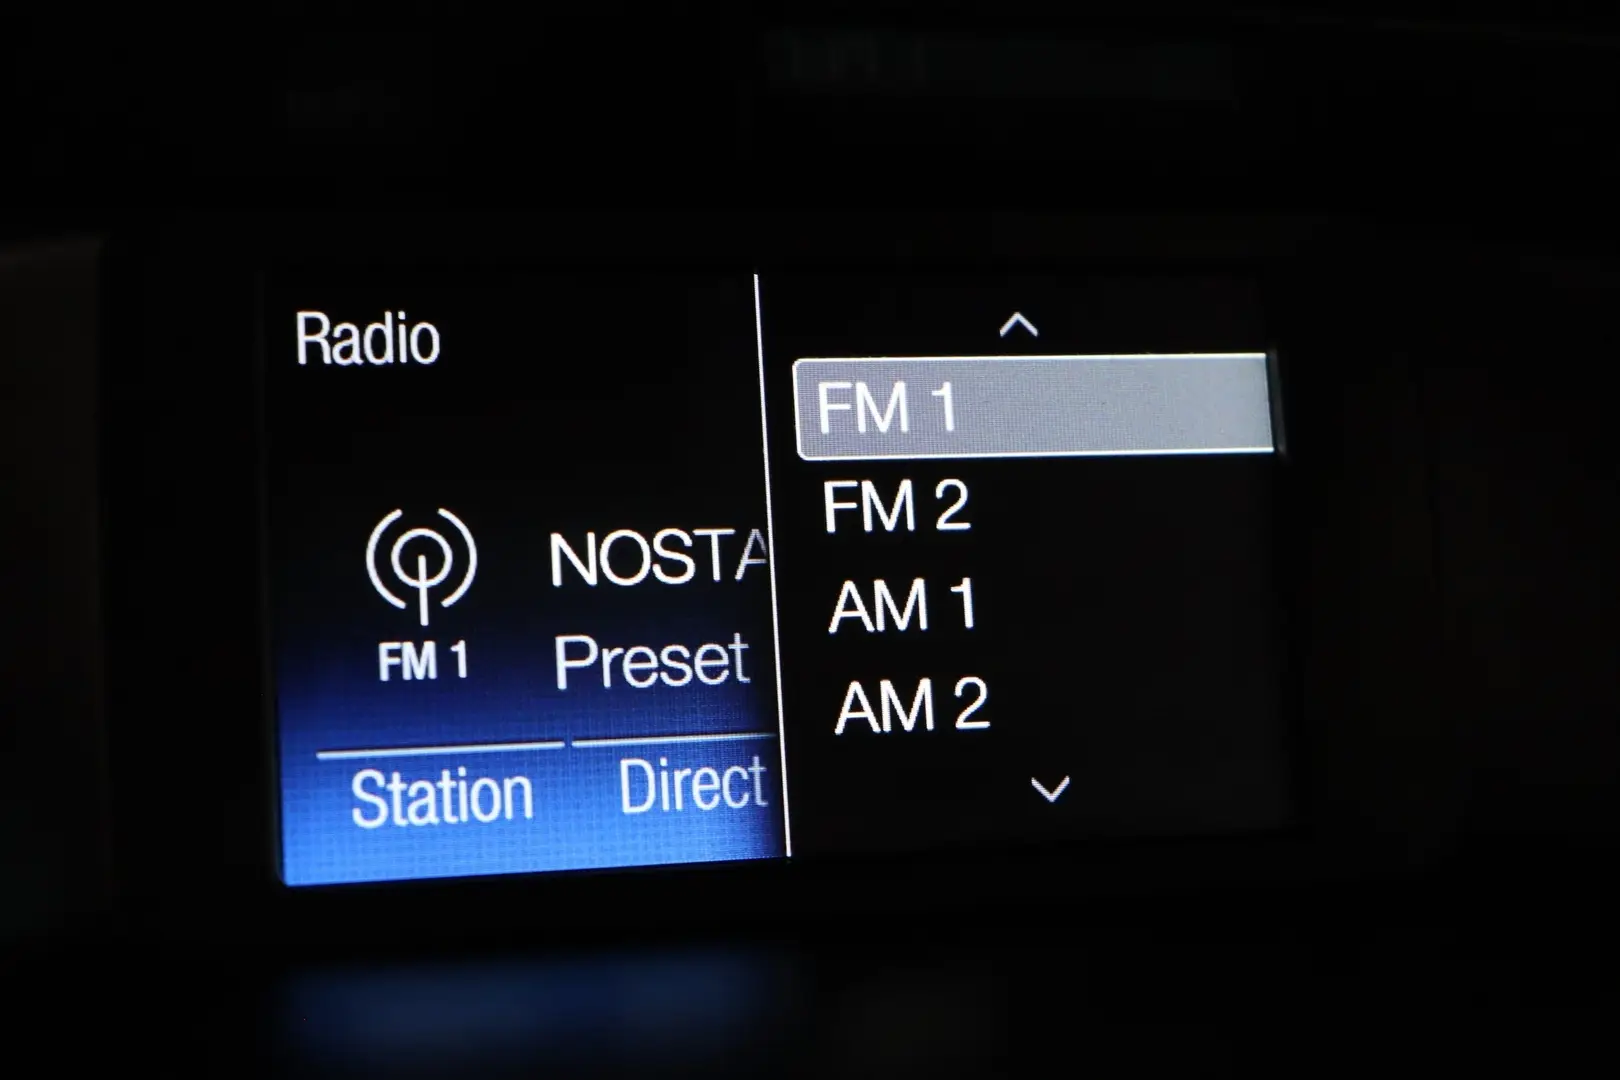 Radio
FM 1
NOSTA
Preset
Station
Direct
FM 1
FM 2
AM 1
AM 2